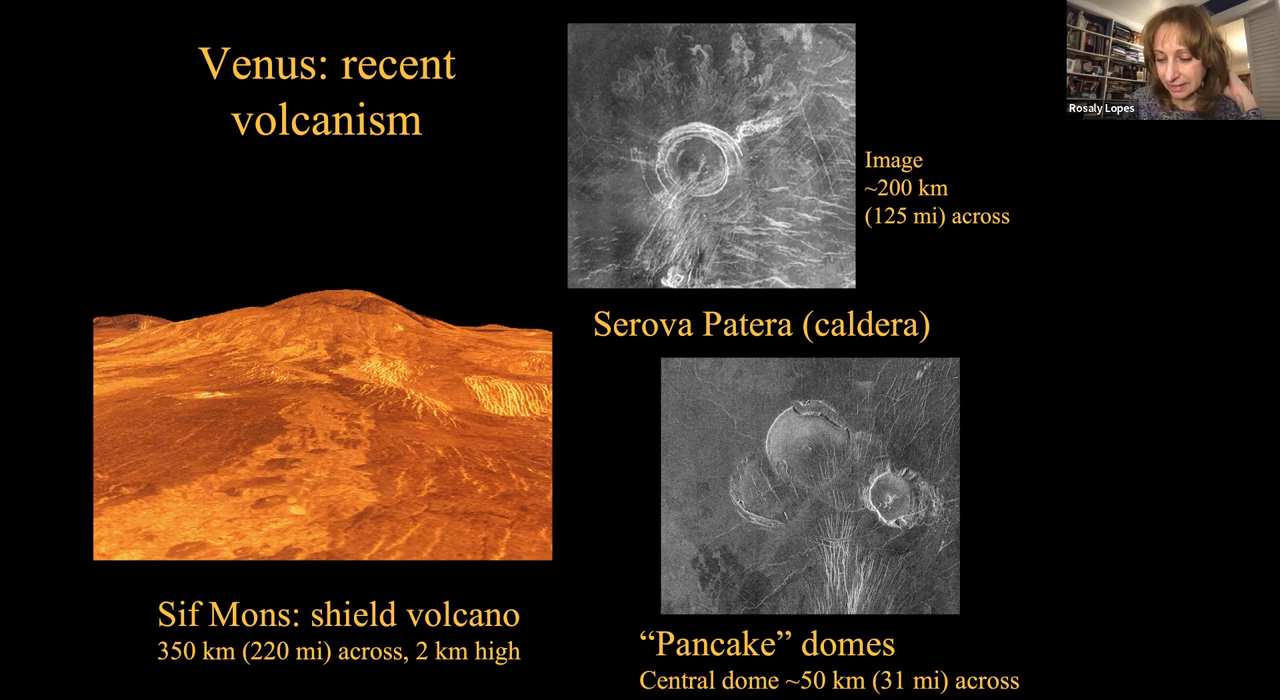 Venus: recent
volcanism
Rosaly Lopes
Image
~200 km
(125 mi) across
Serova Patera (caldera)
Sif Mons: shield volcano
350 km (220 mi) across, 2 km high
“Pancake” domes
Central dome ~50 km (31 mi) across